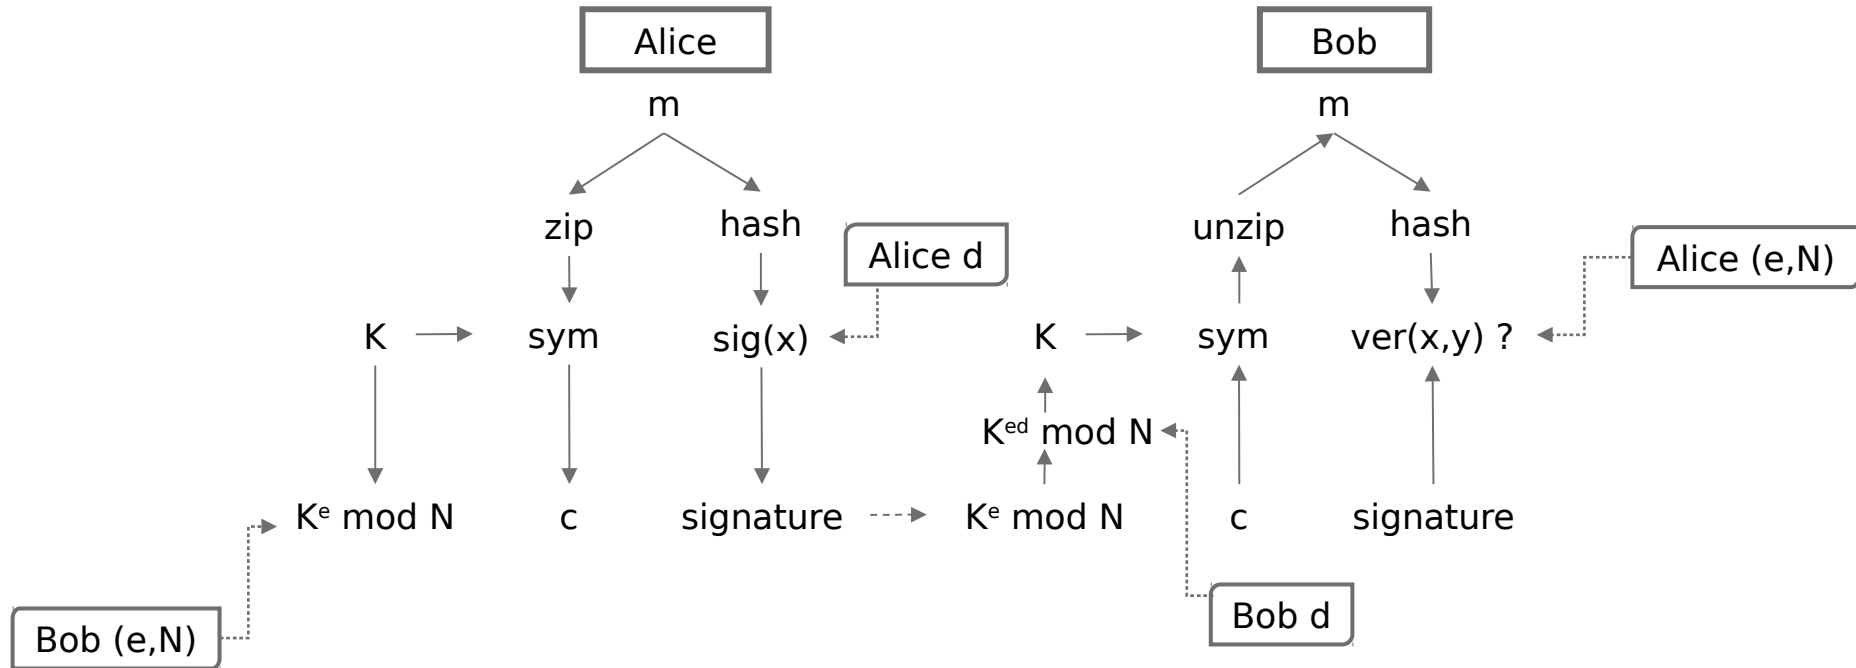 Alice
Bob
m
m
zip
hash
unzip
hash
Alice d
Alice (e,N)
K
sym
sig(x)
K
sym
ver(x,y) ?
Kᵉᵈ mod N
Kᵉ mod N
c
signature
Kᵉ mod N
c
signature
Bob (e,N)
Bob d